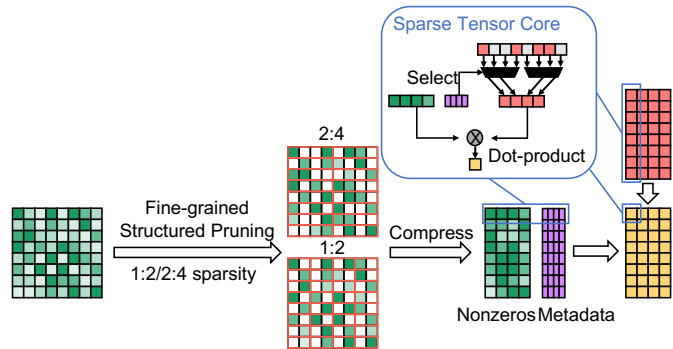 Sparse Tensor Core
Select
X
Dot-product
2:4
Fine-grained
Structured Pruning
1:2/2:4 sparsity
1:2
Compress
Nonzeros Metadata